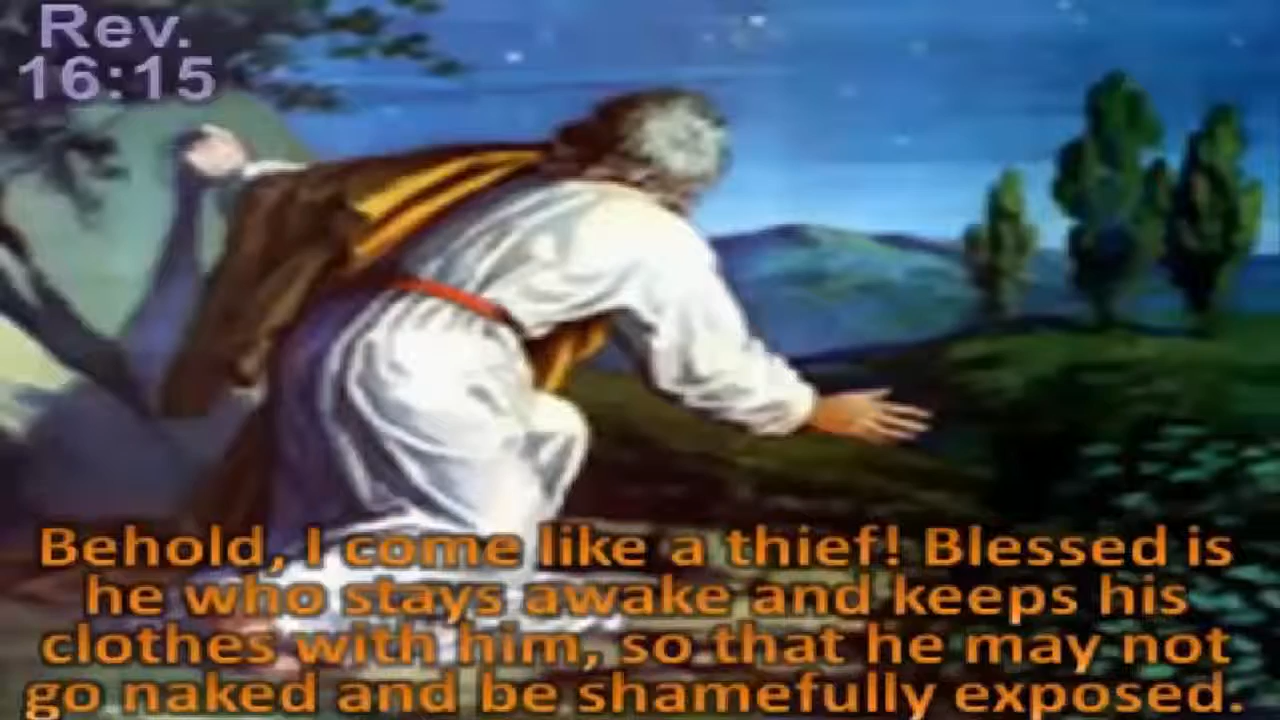 Rev.
16:15
Behold, I come like a thief! Blessed is
he who stays awake and keeps his
clothes with him, so that he may not
go naked and be shamefully exposed.